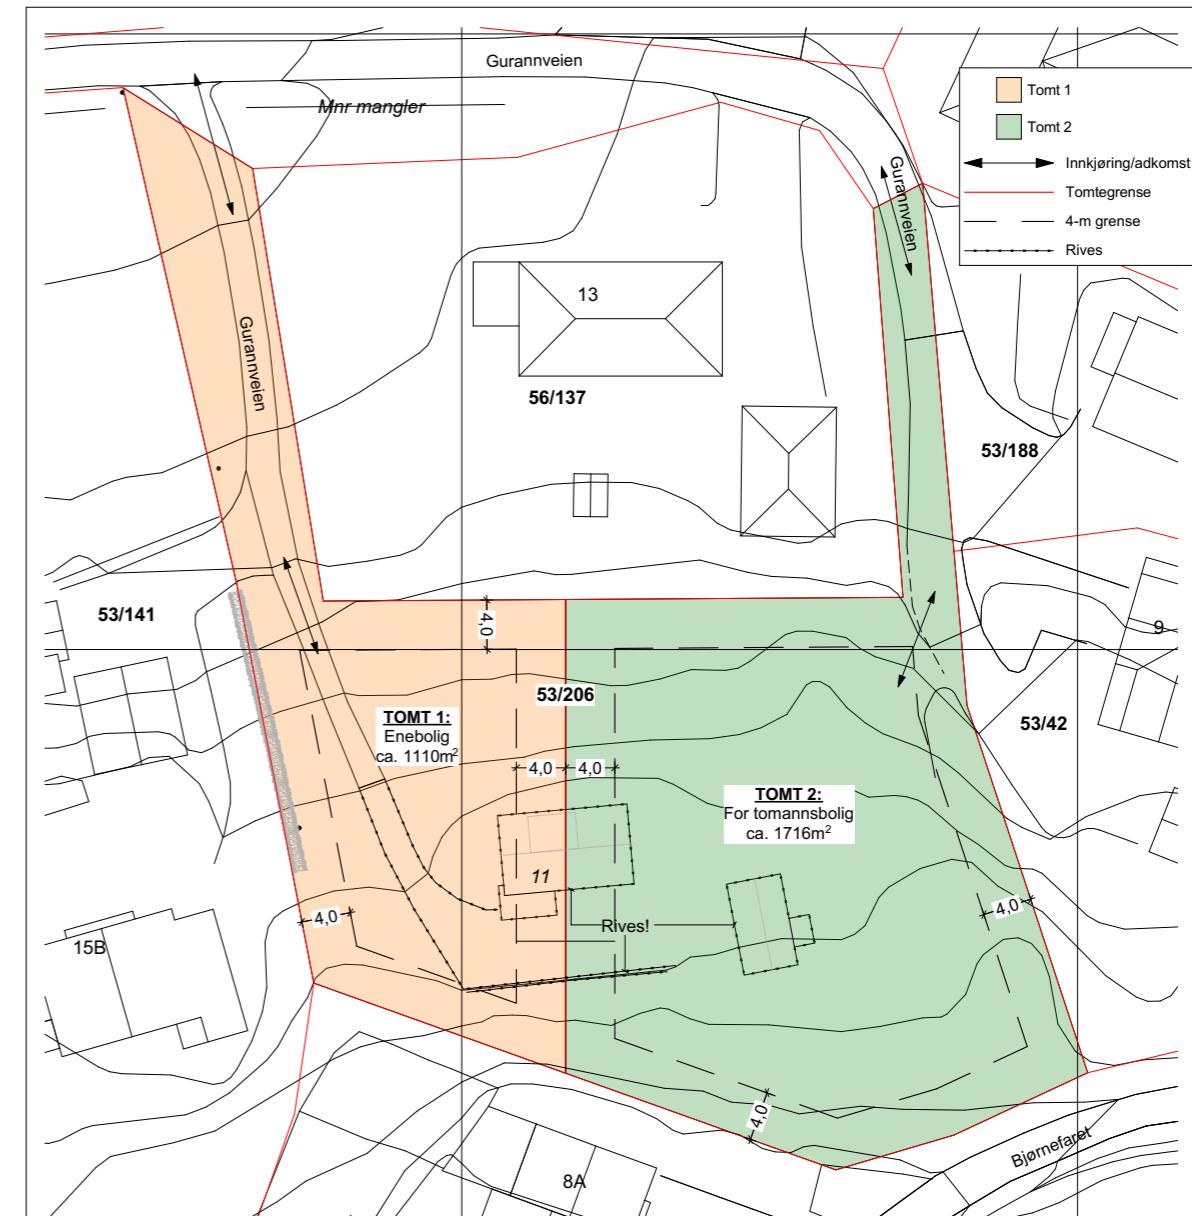 Gurannveien
Mnr mangler
Tomt 1
Tomt 2
Innkjøring/adkomst
Tomtegrense
4-m grense
Rives
Gurannveien
Gurannveien
13
56/137
53/188
53/141
4,0
9
53/206
TOMT 1:
Enebolig
ca. 1110m²
53/42
4,0
4,0
TOMT 2:
For tomannsbolig
ca. 1716m²
11
4,0
4,0
Rives!
15B
4,0
Bjørnefaret
8A